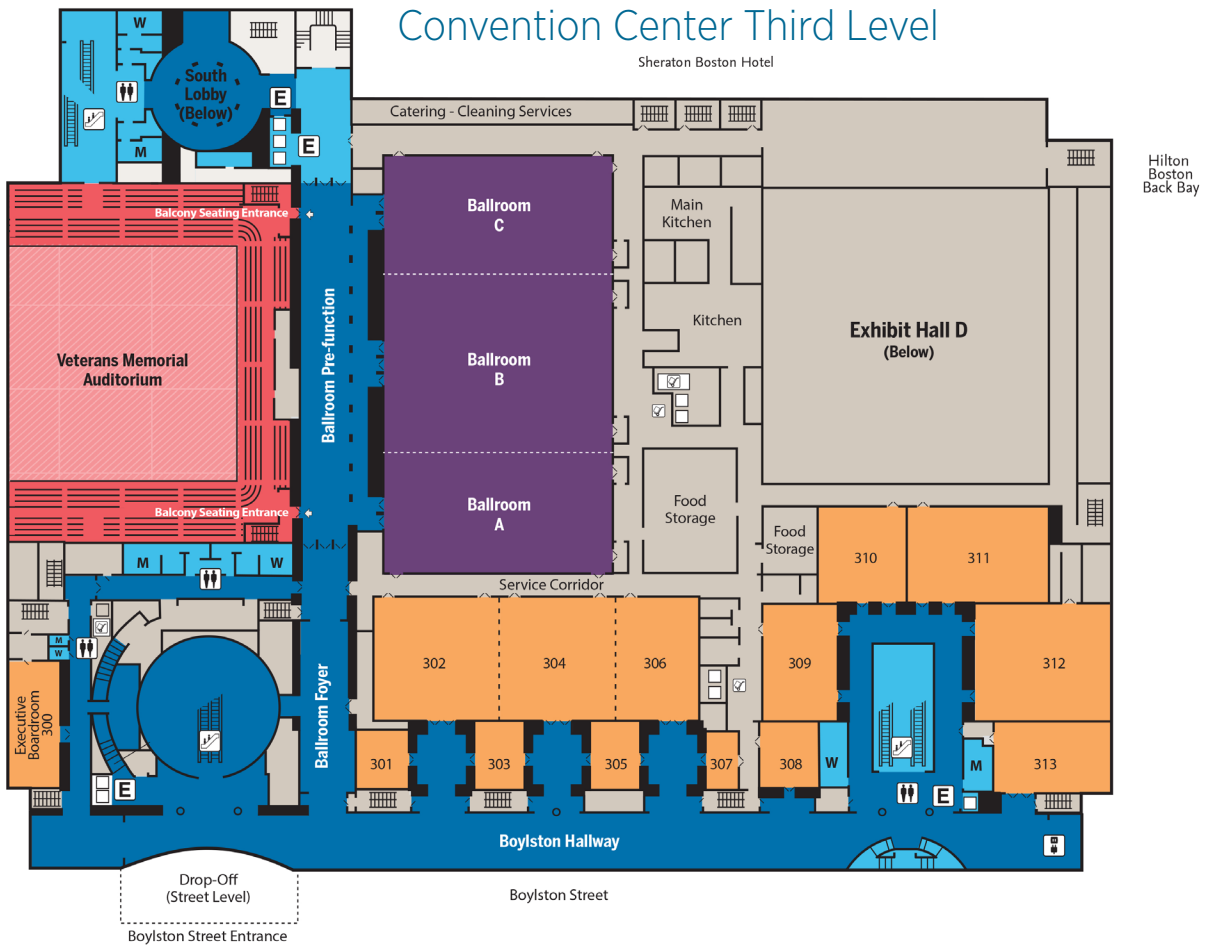 Convention Center Third Level
Sheraton Boston Hotel
W
South
Lobby
(Below)
E
E
M
Catering - Cleaning Services
Hilton
Boston
Back Bay
Balcony Seating Entrance
Veterans Memorial
Auditorium
Balcony Seating Entrance
Ballroom Pre-function
Ballroom
C
Ballroom
B
Ballroom
A
Main
Kitchen
Kitchen
Food
Storage
Exhibit Hall D
(Below)
Food
Storage
310
311
M
W
Service Corridor
M
W
Executive
Boardroom
300
E
Ballroom Foyer
302
304
306
309
312
301
303
305
307
308
W
M
313
E
Boylston Hallway
Drop-Off
(Street Level)
Boylston Street
Boylston Street Entrance